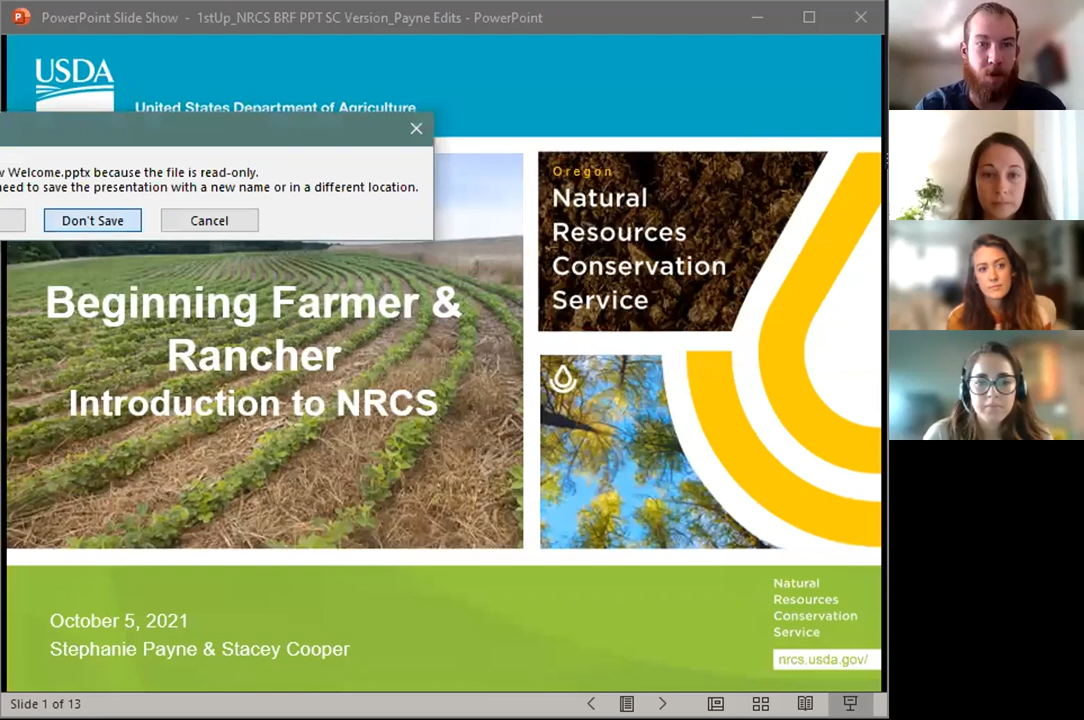 PowerPoint Slide Show - 1stUp_NRCS BRF PPT SC Version_Payne Edits - PowerPoint
USDA
United States Department of Agriculture
Welcome.pptx because the file is read-only.
need to save the presentation with a new name or in a different location.
Don't Save
Cancel
Oregon
Natural
Resources
Conservation
Service
Beginning Farmer &
Rancher
Introduction to NRCS
October 5, 2021
Stephanie Payne & Stacey Cooper
Natural
Resources
Conservation
Service
nrcs.usda.gov/
Slide 1 of 13